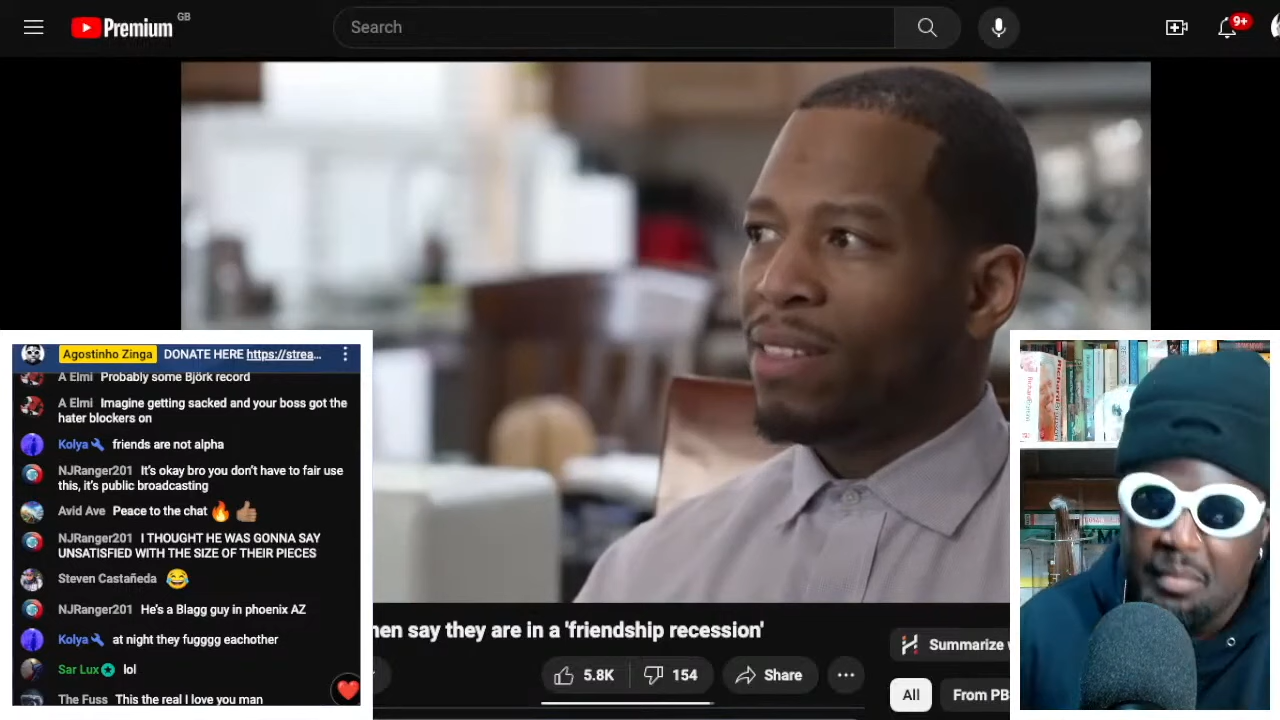 Premium
GB
Search
9+
Agostinho Zinga DONATE HERE https://strea...
A Elmi Probably some Björk record
A Elmi Imagine getting sacked and your boss got the
hater blockers on
Kolya friends are not alpha
NJRanger201 It's okay bro you don't have to fair use
this, it's public broadcasting
Avid Ave Peace to the chat
NJRanger201 I THOUGHT HE WAS GONNA SAY
UNSATISFIED WITH THE SIZE OF THEIR PIECES
Steven Castañeda
NJRanger201 He's a Blagg guy in phoenix AZ
Kolya at night they fugggg eachother
Sar Lux lol
The Fuss This the real I love you man
men say they are in a 'friendship recession'
5.8K
154
Share
Summarize
All
From PB